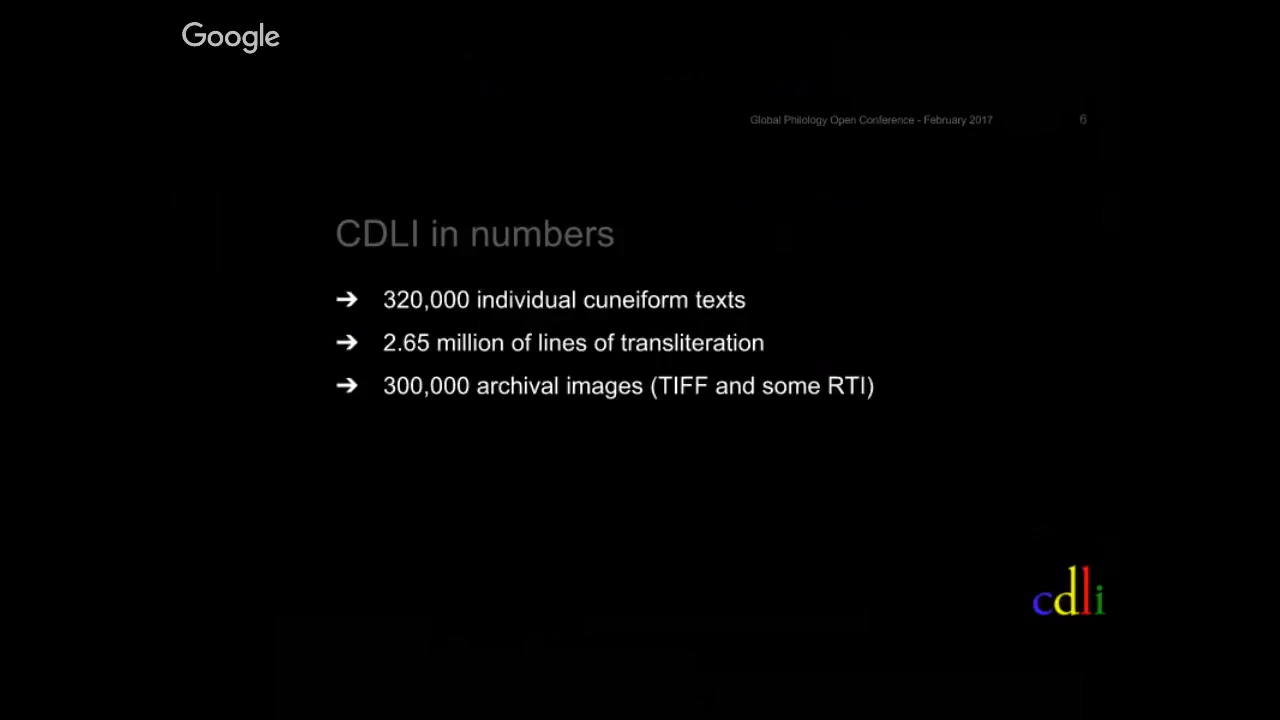 Google
Global Philology Open Conference - February 2017 6
CDLI in numbers
➔ 320,000 individual cuneiform texts
➔ 2.65 million of lines of transliteration
➔ 300,000 archival images (TIFF and some RTI)
cdli